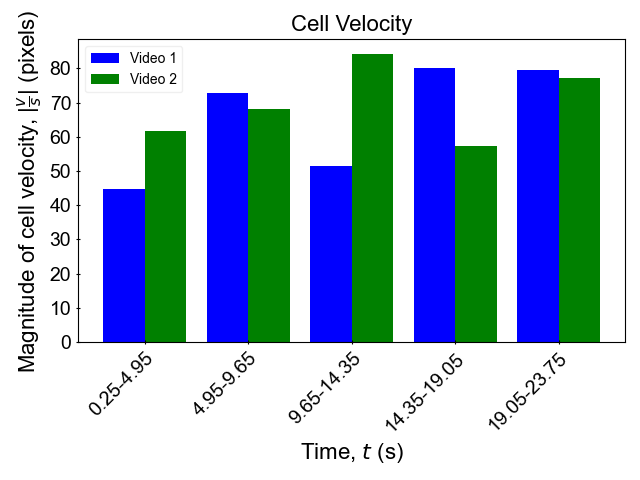 Cell Velocity
Magnitude of cell velocity, |v/s| (pixels)
Video 1
Video 2
80
70
60
50
40
30
20
10
0
0.25-4.95
4.95-9.65
9.65-14.35
14.35-19.05
19.05-23.75
Time, t (s)